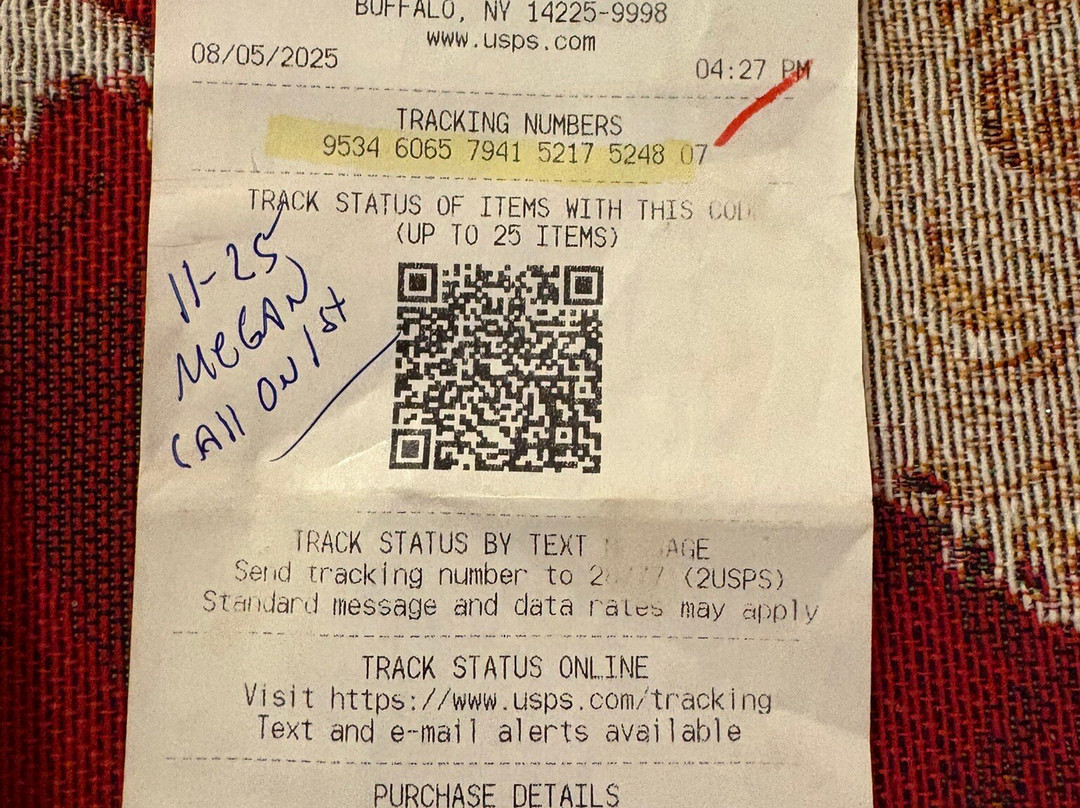 BUFFALO, NY 14225-9998
www.usps.com
08/05/2025 04:27 PM
TRACKING NUMBERS
9534 6065 7941 5217 5248 07
TRACK STATUS OF ITEMS WITH THIS CODE
(UP TO 25 ITEMS)
11-25
MEGAN
CAll ON 1st
TRACK STATUS BY TEXT
Send tracking number to (2USPS)
Standard message and data rates may apply
TRACK STATUS ONLINE
Visit https://www.usps.com/tracking
Text and e-mail alerts available
PURCHASE DETAILS